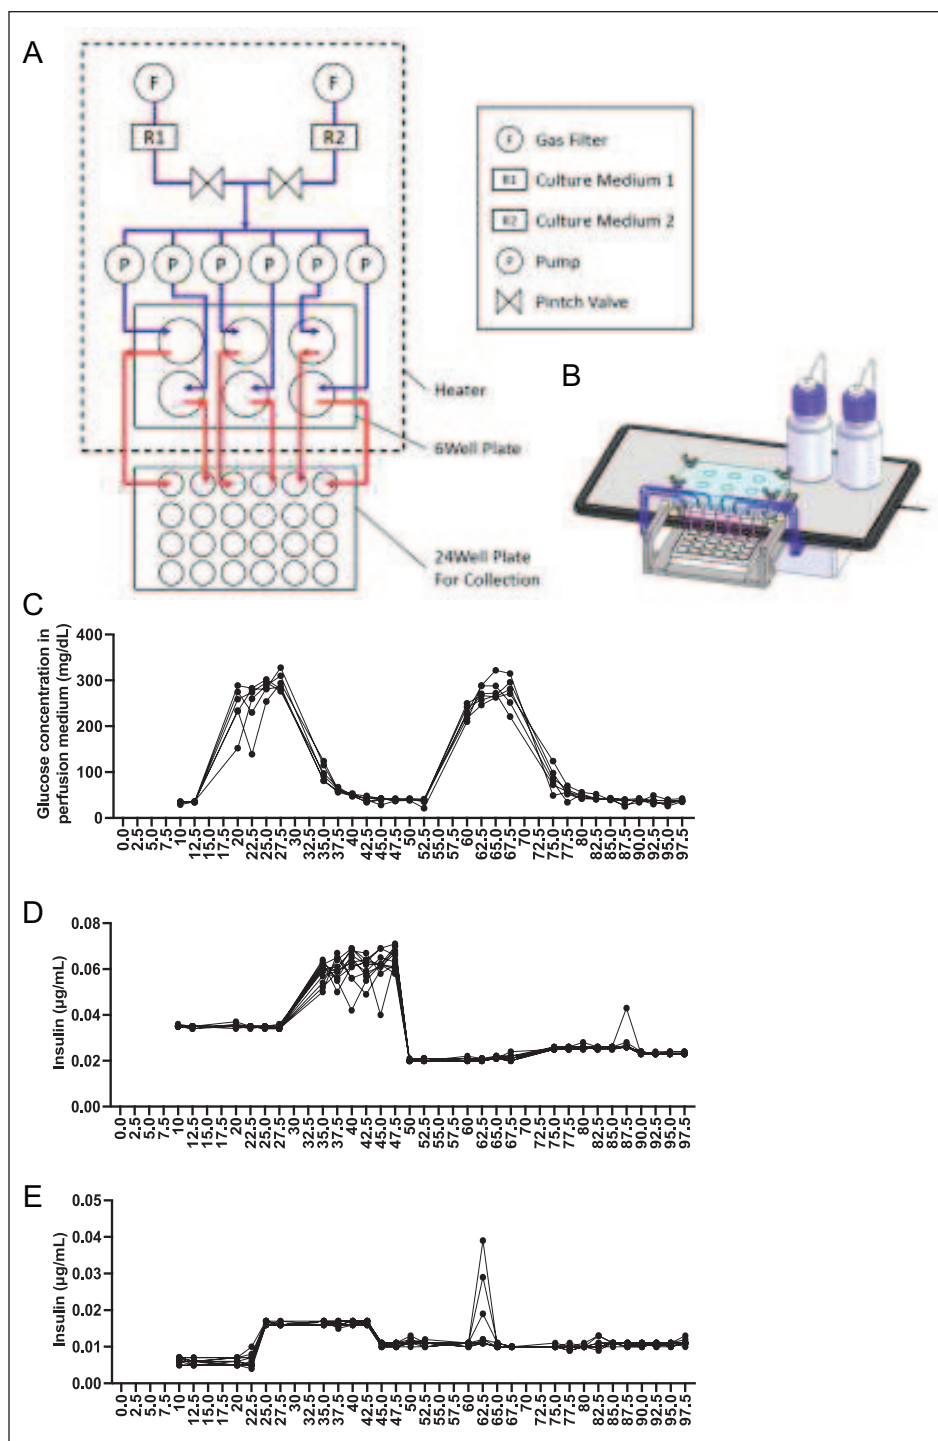 A
F
F
R1
R2
P P P P P P
Heater
6Well Plate
24Well Plate
For Collection
F Gas Filter
R1 Culture Medium 1
R2 Culture Medium 2
P Pump
Pintch Valve
B
C
Glucose concentration in
perfusion medium (mg/dL)
400
300
200
100
0
0.0 2.5 5.0 7.5 10 12.5 15.0 17.5 20 22.5 25.0 27.5 30 35.0 37.5 40 42.5 45.0 47.5 50 52.5 55.0 57.5 60 62.5 65.0 67.5 70 72.5 75.0 77.5 80 82.5 85.0 87.5 90.0 92.5 95.0 97.5
D
Insulin (µg/mL)
0.08
0.06
0.04
0.02
0.00
0.0 2.5 5.0 7.5 10 12.5 15.0 17.5 20 22.5 25.0 27.5 30 35.0 37.5 40 42.5 45.0 47.5 50 52.5 55.0 57.5 60 62.5 65.0 67.5 70 72.5 75.0 77.5 80 82.5 85.0 87.5 90.0 92.5 95.0 97.5
E
Insulin (µg/mL)
0.05
0.04
0.03
0.02
0.01
0.00
0.0 2.5 5.0 7.5 10 12.5 15.0 17.5 20 22.5 25.0 27.5 30 35.0 37.5 40 42.5 45.0 47.5 50 52.5 55.0 57.5 60 62.5 65.0 67.5 70 72.5 75.0 77.5 80 82.5 85.0 87.5 90.0 92.5 95.0 97.5